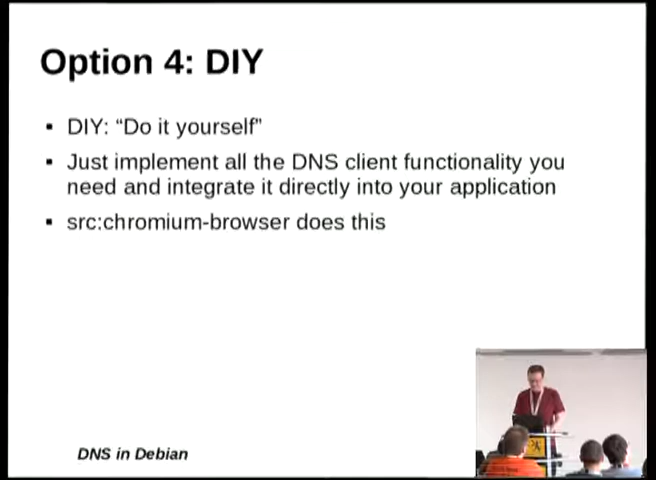 Option 4: DIY
DIY: “Do it yourself”
Just implement all the DNS client functionality you
need and integrate it directly into your application
src:chromium-browser does this
DNS in Debian